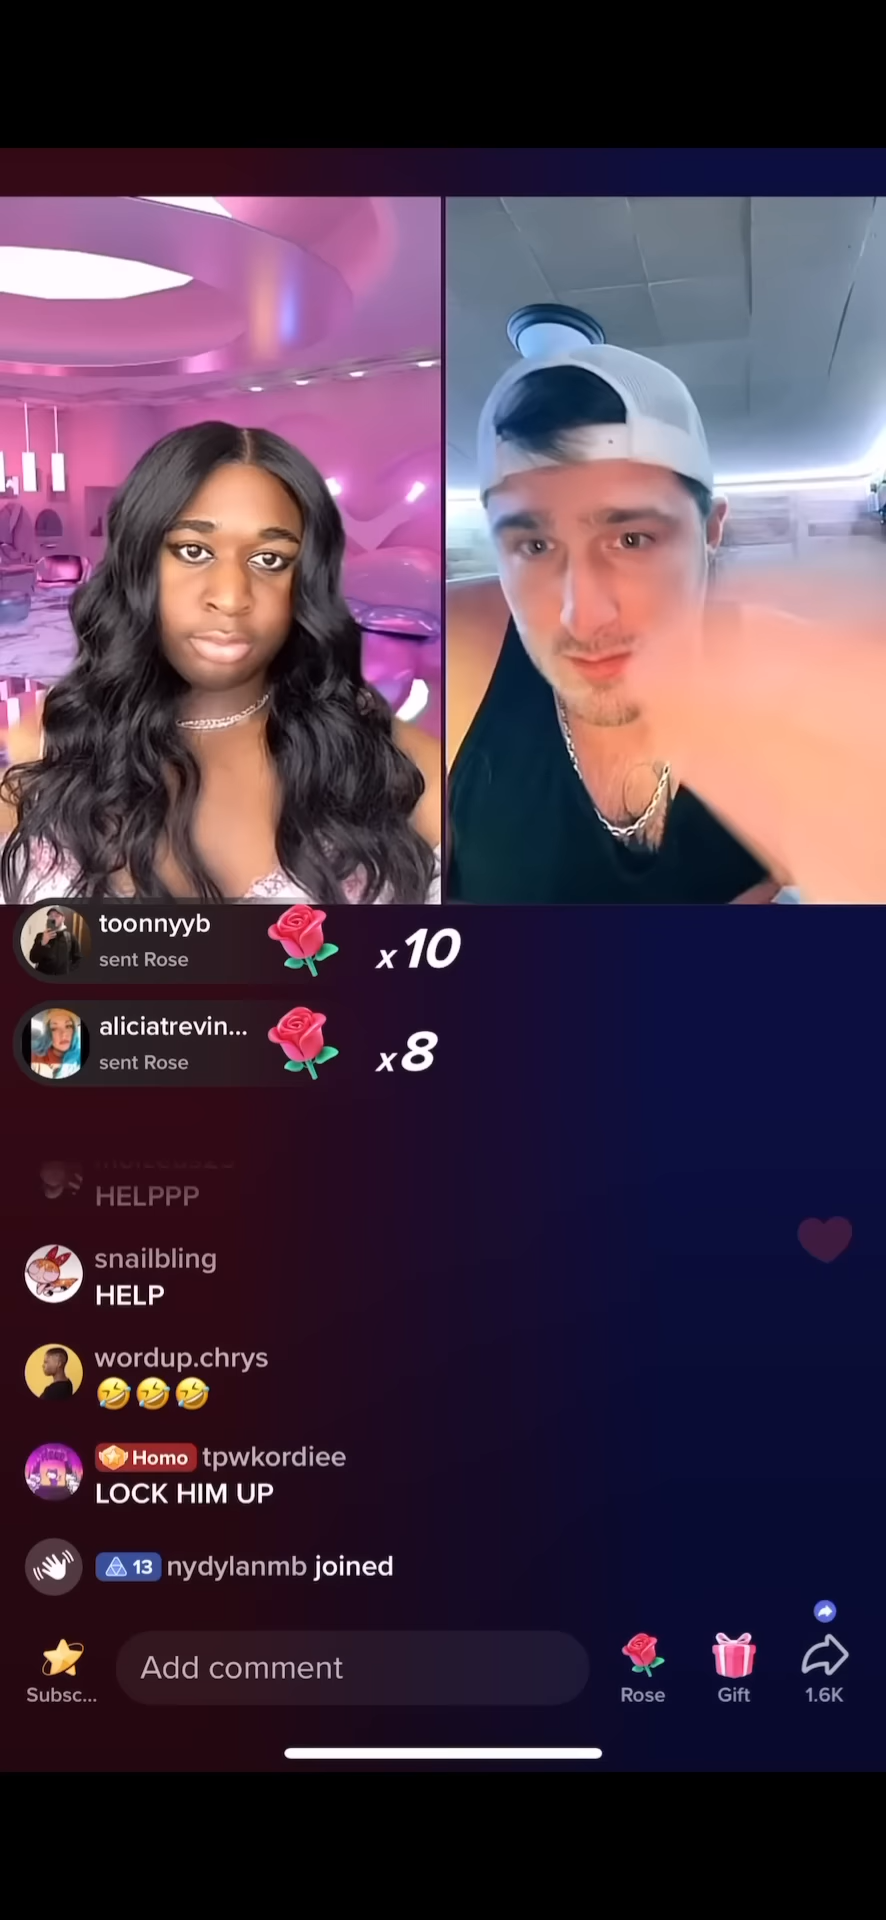 toonnyyb
sent Rose
x10
aliciatrevin...
sent Rose
x8
HELPPP
snailbling
HELP
wordup.chrys
🤣🤣🤣
Homo tpwkordiee
LOCK HIM UP
13 nydylanmb joined
Subsc...
Add comment
Rose
Gift
1.6K